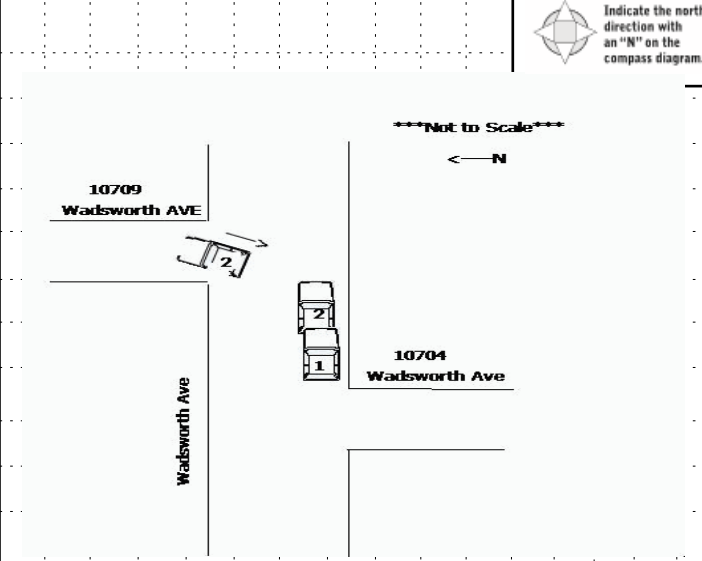 Indicate the north
direction with
an "N" on the
compass diagram.
***Not to Scale***
<——N
10709
Wadsworth AVE
2
2
1
10704
Wadsworth Ave
Wadsworth Ave